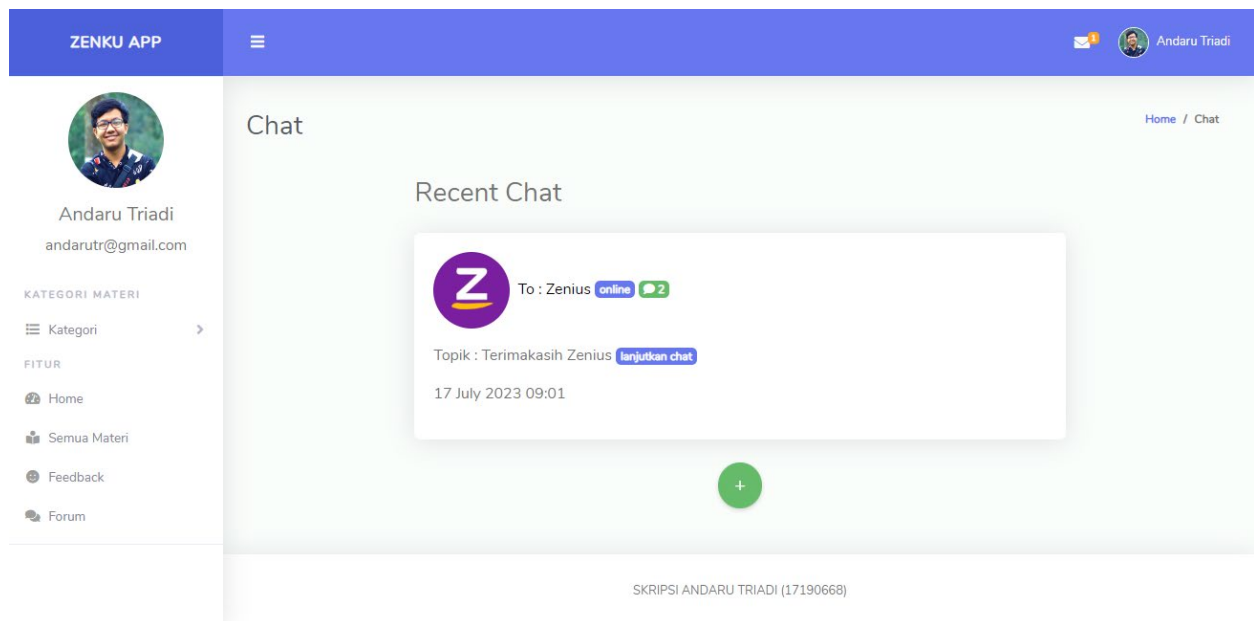 ZENKU APP
1
Andaru Triadi
Andaru Triadi
andarutr@gmail.com
KATEGORI MATERI
Kategori
FITUR
Home
Semua Materi
Feedback
Forum
Chat
Home / Chat
Recent Chat
Z
To : Zenius online 2
Topik : Terimakasih Zenius lanjutkan chat
17 July 2023 09:01
+
SKRIPSI ANDARU TRIADI (17190668)